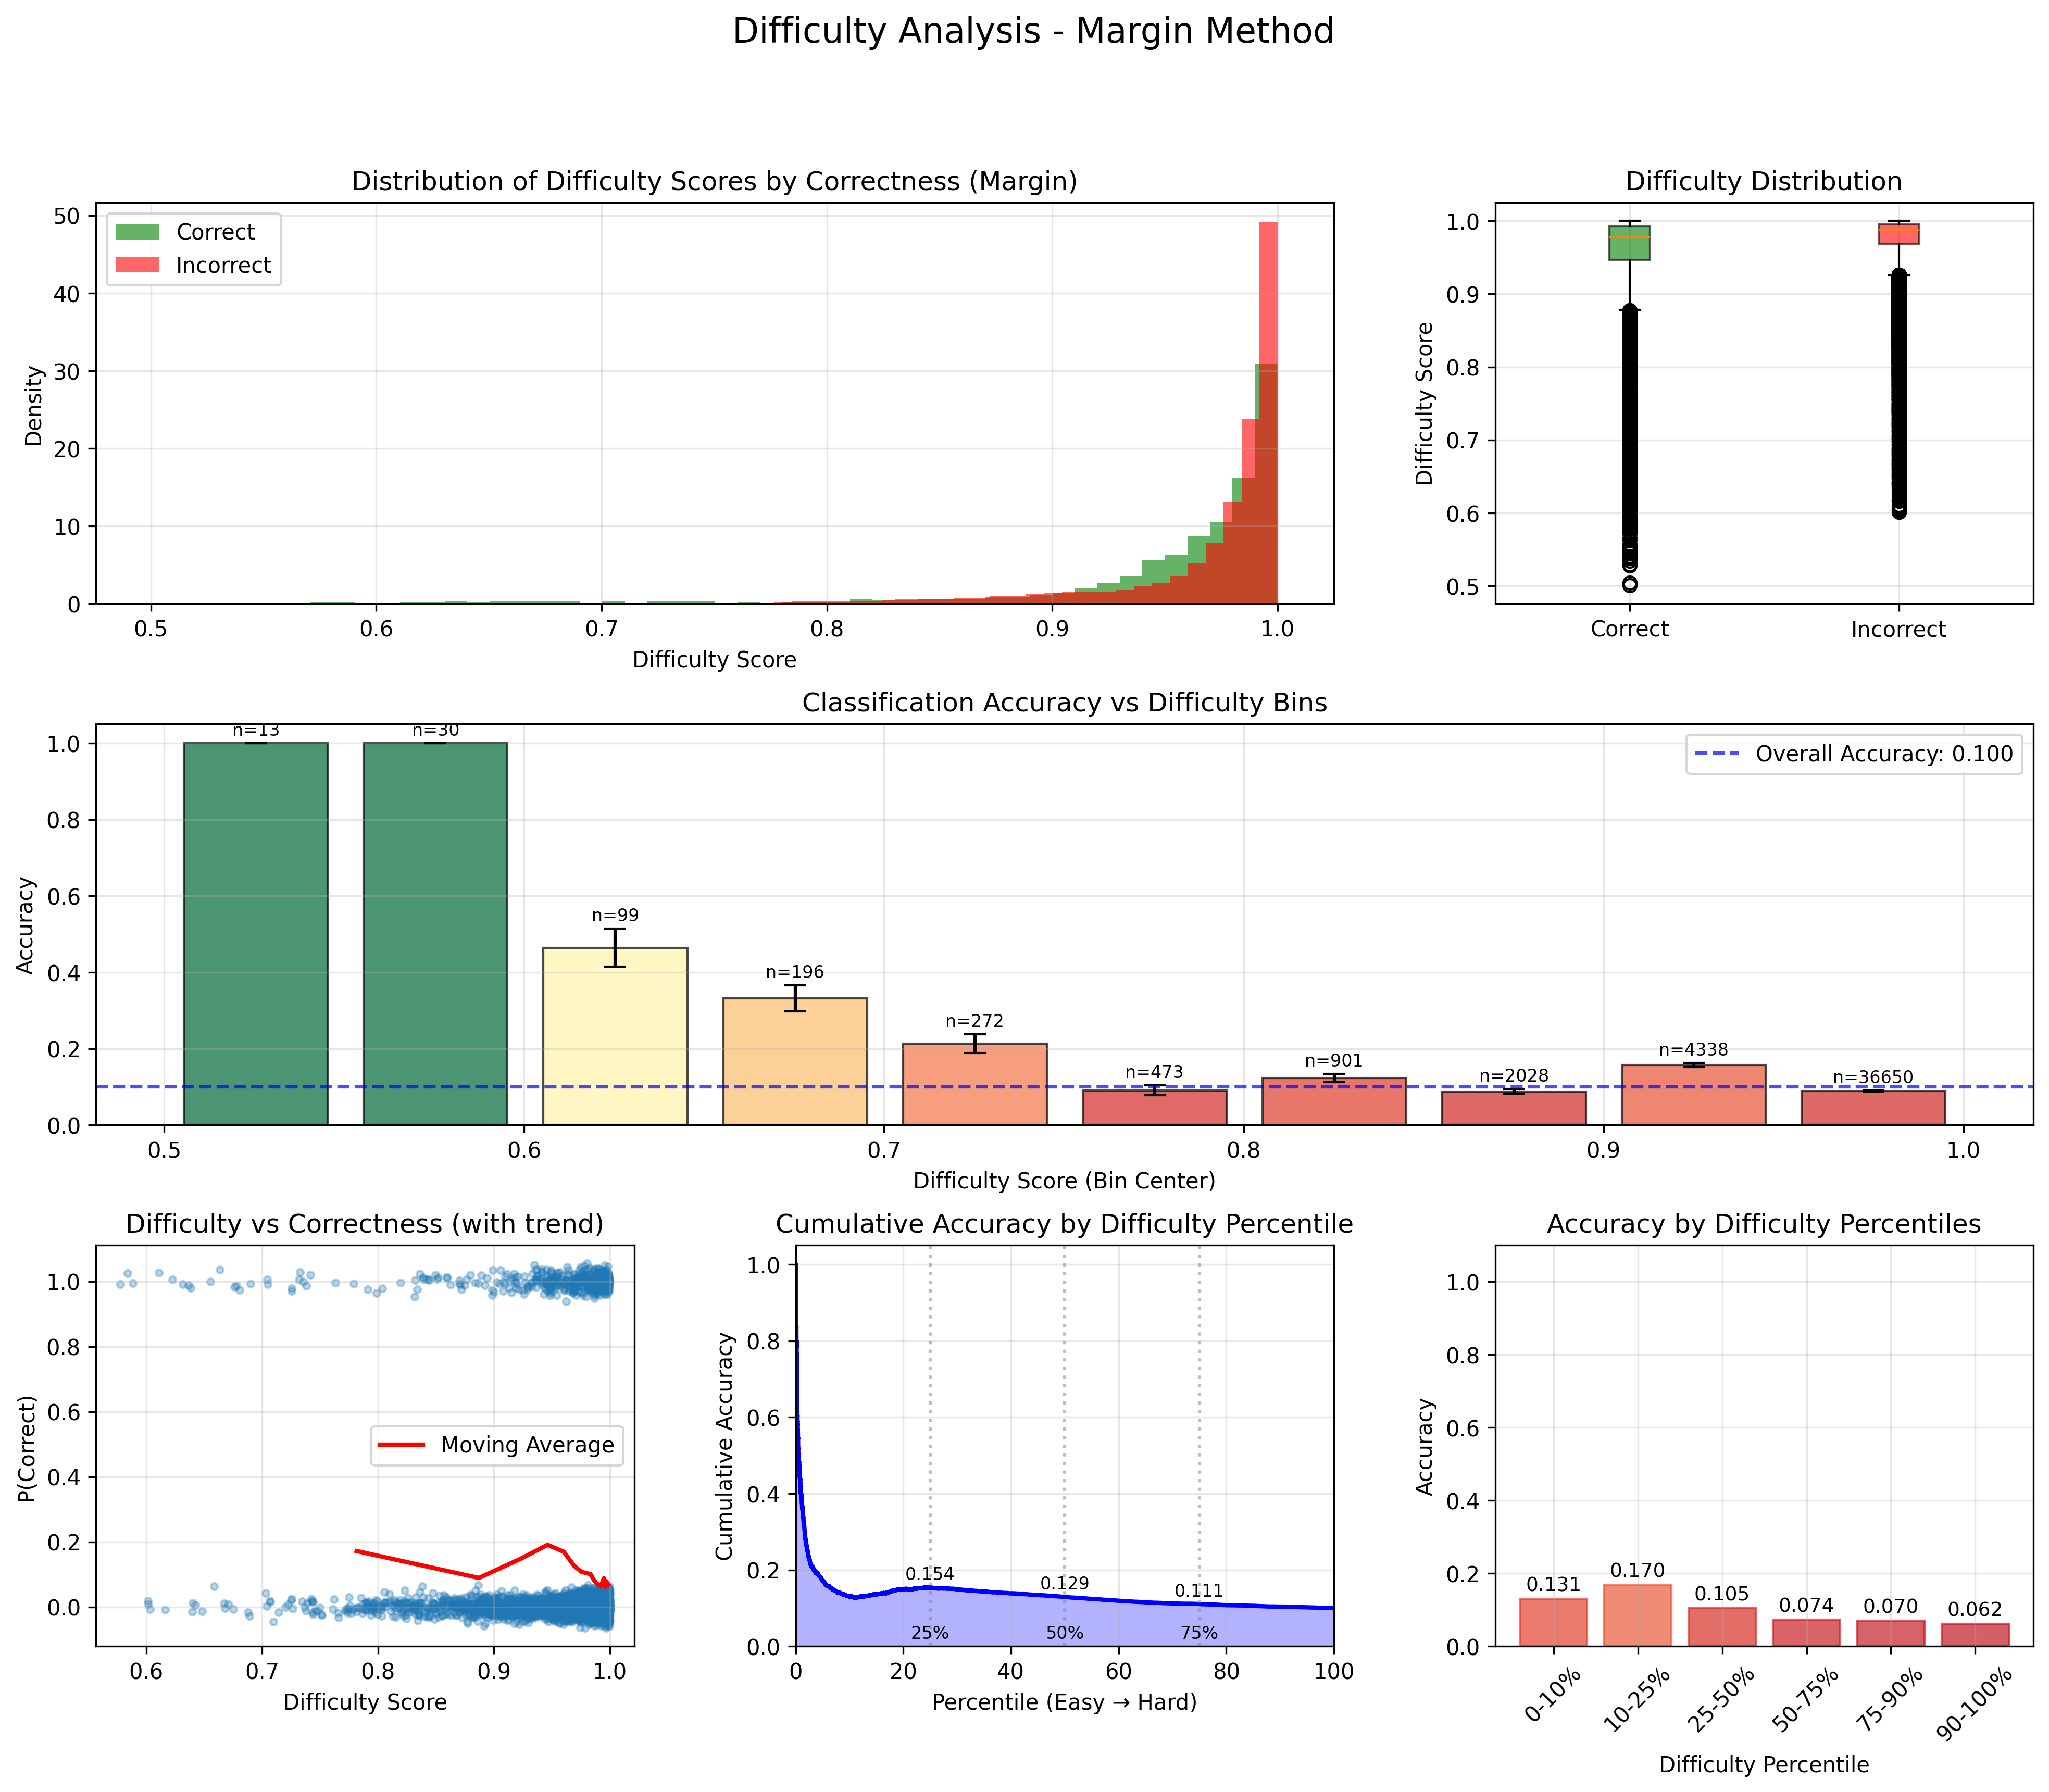 Difficulty Analysis - Margin Method
Distribution of Difficulty Scores by Correctness (Margin)
Correct
Incorrect
Density
50
40
30
20
10
0
0.5 0.6 0.7 0.8 0.9 1.0
Difficulty Score
Difficulty Distribution
Difficulty Score
1.0
0.9
0.8
0.7
0.6
0.5
Correct Incorrect
Classification Accuracy vs Difficulty Bins
Overall Accuracy: 0.100
Accuracy
1.0
0.8
0.6
0.4
0.2
0.0
n=13 n=30 n=99 n=196 n=272 n=473 n=901 n=2028 n=4338 n=36650
0.5 0.6 0.7 0.8 0.9 1.0
Difficulty Score (Bin Center)
Difficulty vs Correctness (with trend)
P(Correct)
1.0
0.8
0.6
0.4
0.2
0.0
Moving Average
0.6 0.7 0.8 0.9 1.0
Difficulty Score
Cumulative Accuracy by Difficulty Percentile
Cumulative Accuracy
1.0
0.8
0.6
0.4
0.2
0.0
0.154 0.129 0.111
25% 50% 75%
0 20 40 60 80 100
Percentile (Easy → Hard)
Accuracy by Difficulty Percentiles
Accuracy
1.0
0.8
0.6
0.4
0.2
0.0
0.131 0.170 0.105 0.074 0.070 0.062
0-10% 10-25% 25-50% 50-75% 75-90% 90-100%
Difficulty Percentile